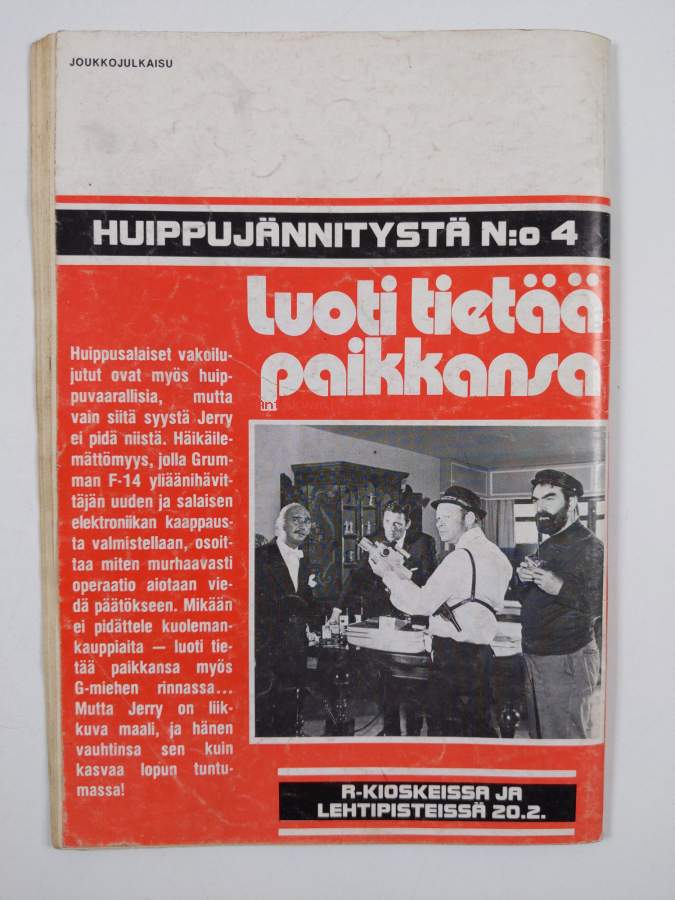 JOUKKOJULKAISU
HUIPPUJÄNNITYSTÄ N:o 4
Luoti tietää
paikkansa
Huippusalaiset vakoilu-
jutut ovat myös huip-
puvaarallisia, mutta
vain siitä syystä Jerry
ei pidä niistä. Häikäile-
mättömyys, jolla Grum-
man F-14 yliäänihävit-
täjän uuden ja salaisen
elektroniikan kaappaus-
ta valmistellaan, osoit-
taa miten murhaavasti
operaatio aiotaan vie-
dä päätökseen. Mikään
ei pidättele kuoleman-
kauppiaita — luoti tie-
tää paikkansa myös
G-miehen rinnassa...
Mutta Jerry on liik-
kuva maali, ja hänen
vauhtinsa sen kuin
kasvaa lopun tuntu-
massa!
R-KIOSKEISSA JA
LEHTIPISTEISSÄ 20.2.